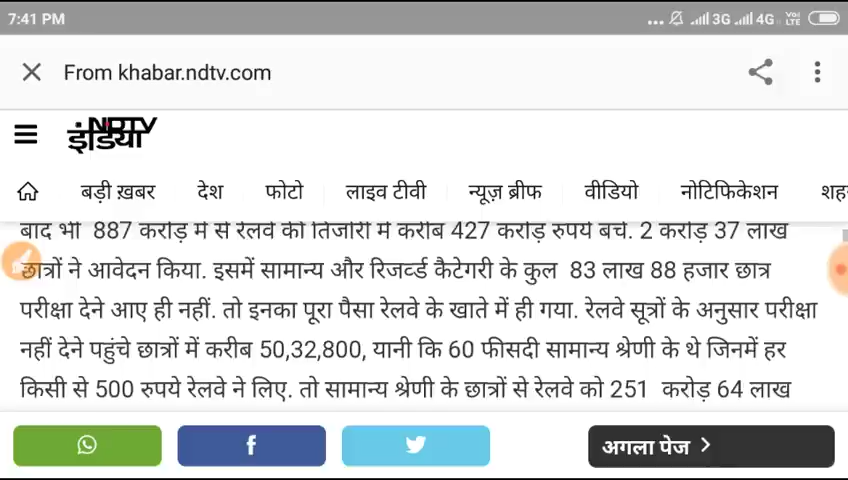 7:41 PM
... 3G 4G Vo) LTE
From khabar.ndtv.com
NDTV
इंडिया
बड़ी ख़बर देश फोटो लाइव टीवी न्यूज़ ब्रीफ वीडियो नोटिफिकेशन शह
बाद भी 887 करोड़ में से रेलवे की तिजोरी में करीब 427 करोड़ रुपये बचे. 2 करोड़ 37 लाख
छात्रों ने आवेदन किया. इसमें सामान्य और रिजर्व्ड कैटेगरी के कुल 83 लाख 88 हजार छात्र
परीक्षा देने आए ही नहीं. तो इनका पूरा पैसा रेलवे के खाते में ही गया. रेलवे सूत्रों के अनुसार परीक्षा
नहीं देने पहुंचे छात्रों में करीब 50,32,800, यानी कि 60 फीसदी सामान्य श्रेणी के थे जिनमें हर
किसी से 500 रुपये रेलवे ने लिए. तो सामान्य श्रेणी के छात्रों से रेलवे को 251 करोड़ 64 लाख
अगला पेज >